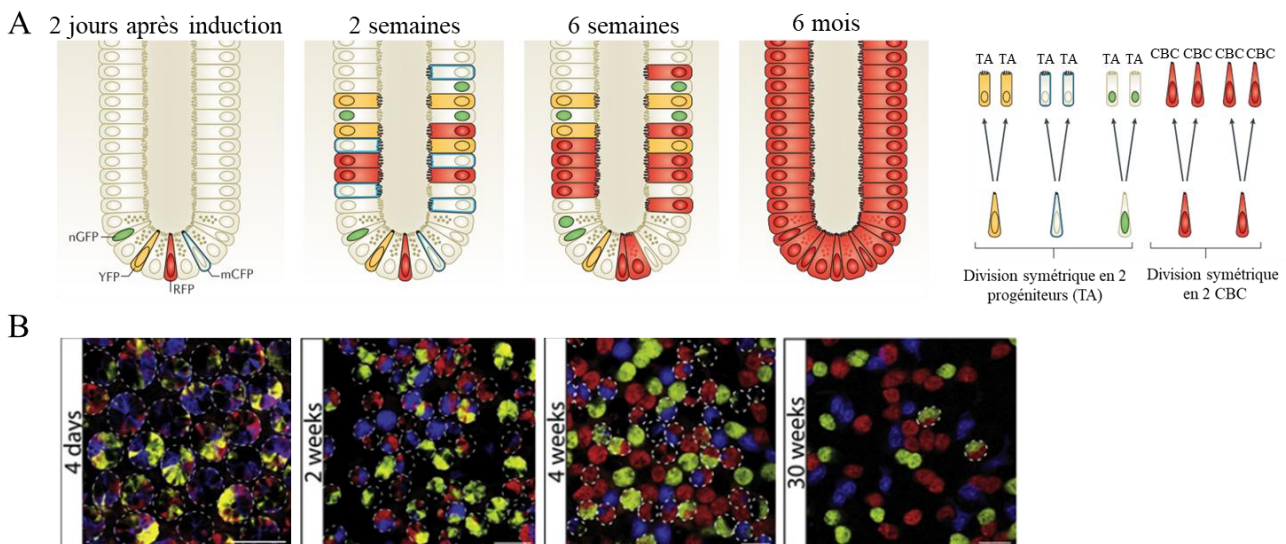 A
2 jours après induction
2 semaines
6 semaines
6 mois
nGFP
YFP
RFP
mCFP
TA TA TA TA TA TA CBC CBC CBC CBC
Division symétrique en 2
progéniteurs (TA)
Division symétrique
en 2 CBC
B
4 days
2 weeks
4 weeks
30 weeks